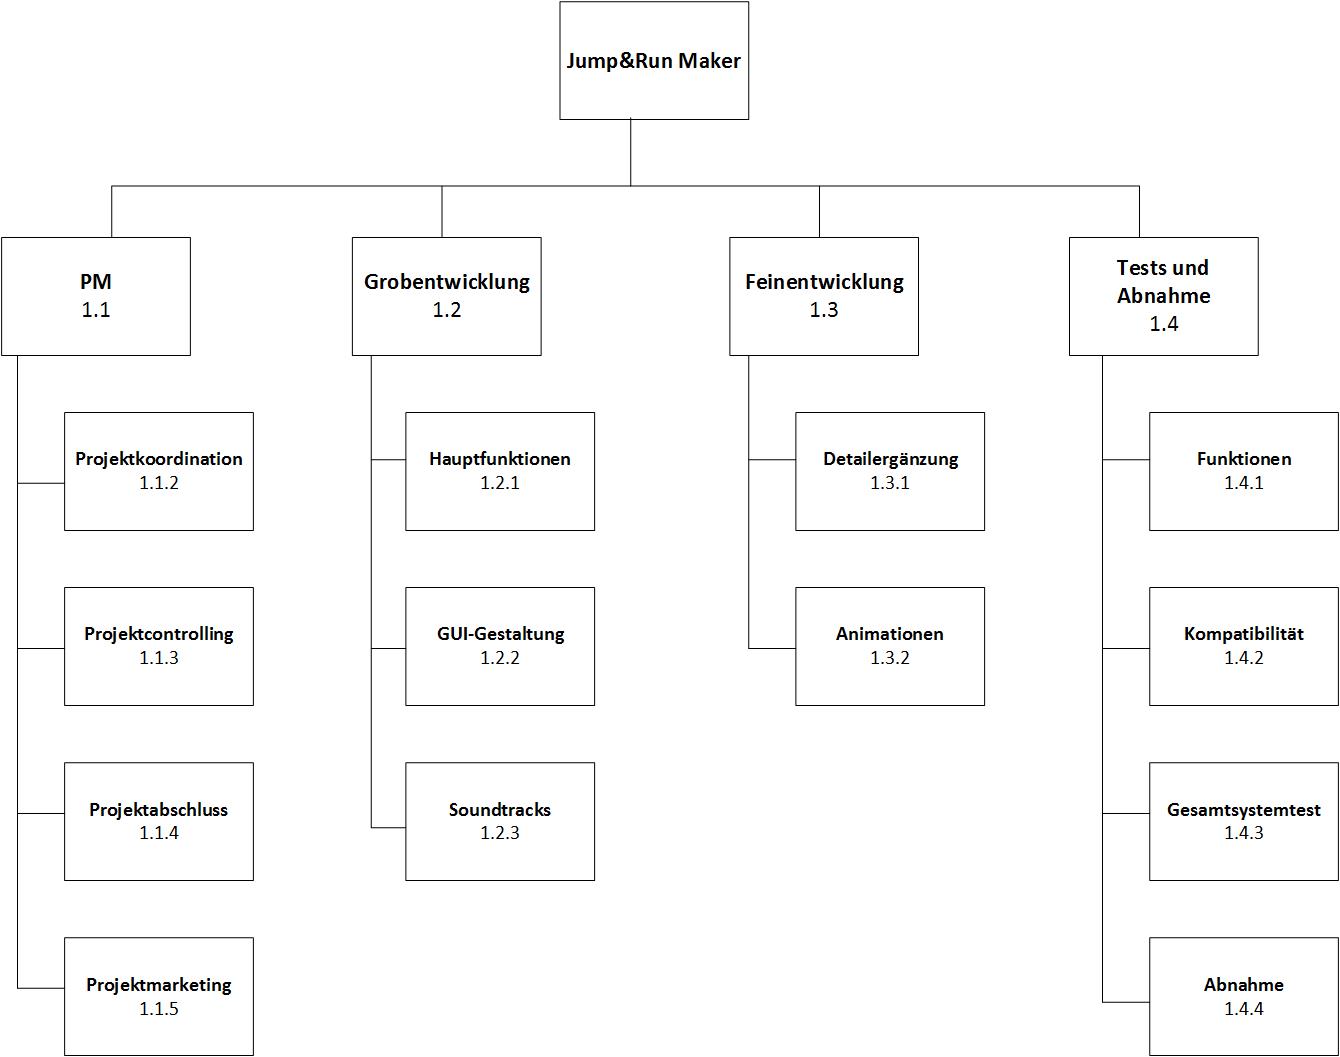 Jump&Run Maker
PM
1.1
Grobentwicklung
1.2
Feinentwicklung
1.3
Tests und
Abnahme
1.4
Projektkoordination
1.1.2
Hauptfunktionen
1.2.1
Detailergänzung
1.3.1
Funktionen
1.4.1
Projektcontrolling
1.1.3
GUI-Gestaltung
1.2.2
Animationen
1.3.2
Kompatibilität
1.4.2
Projektabschluss
1.1.4
Soundtracks
1.2.3
Gesamtsystemtest
1.4.3
Projektmarketing
1.1.5
Abnahme
1.4.4